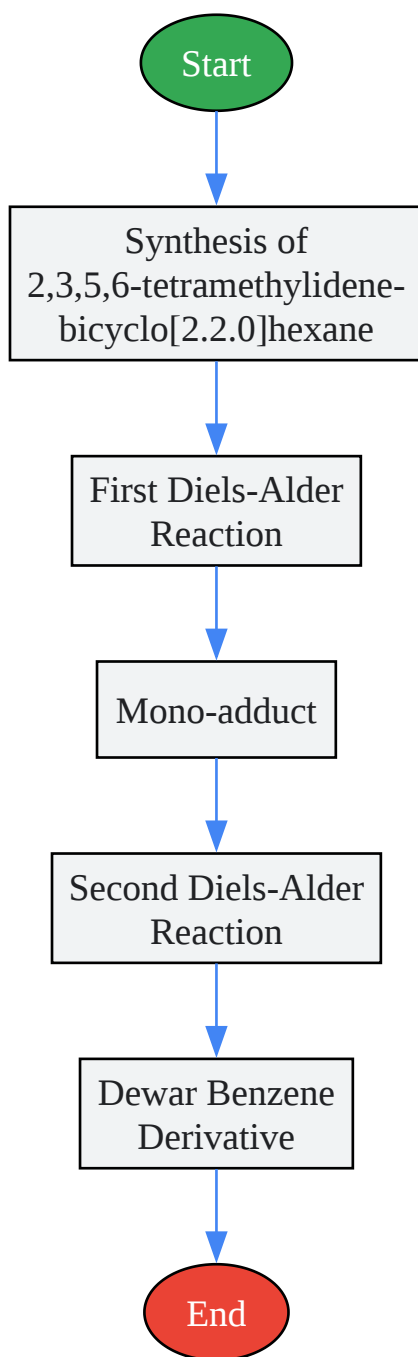 Start
Synthesis of
2,3,5,6-tetramethylidene-
bicyclo[2.2.0]hexane
First Diels-Alder
Reaction
Mono-adduct
Second Diels-Alder
Reaction
Dewar Benzene
Derivative
End